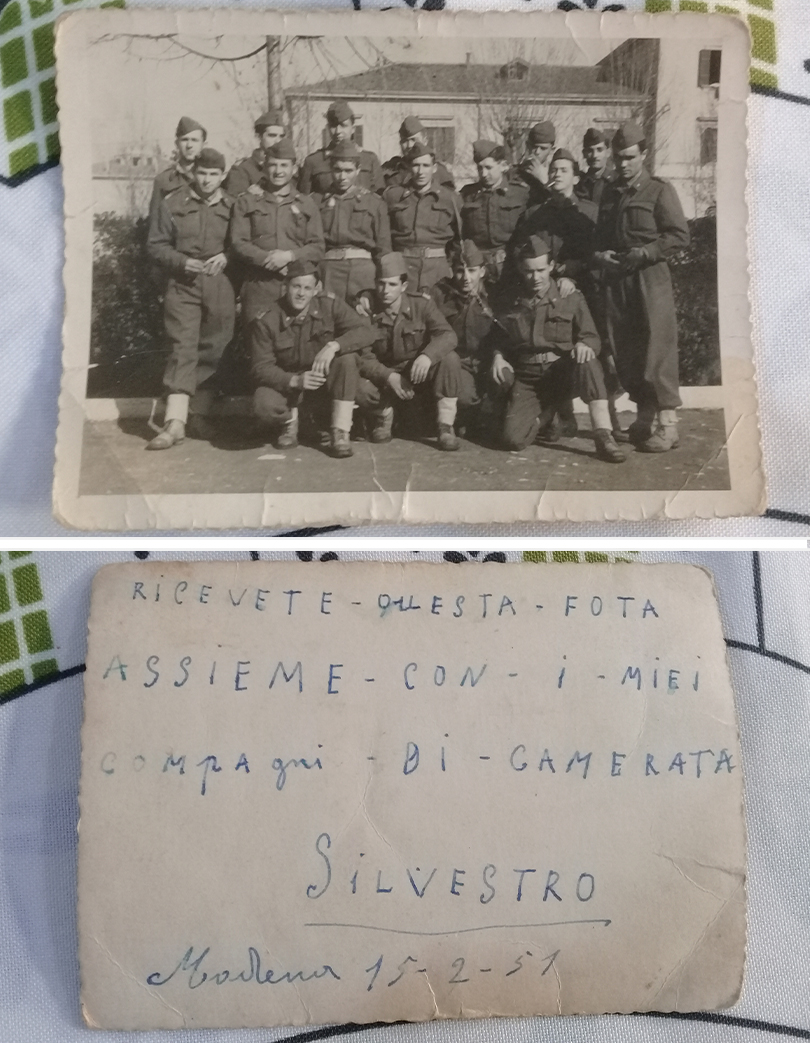 RICEVETE - QUESTA - FOTA
ASSIEME - CON - I - MIEI
COMPAgni - DI - CAMERATA
SILVESTRO
Modena 15-2-51